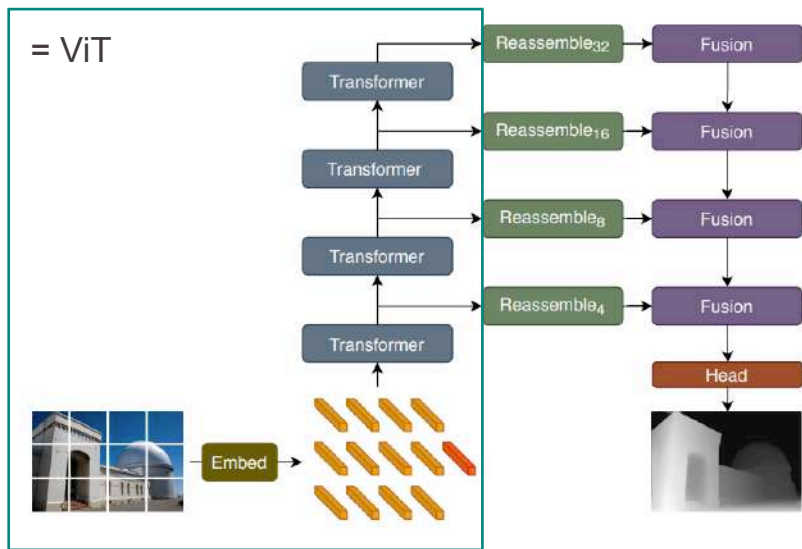 = ViT
Reassemble32
Fusion
Transformer
Reassemble16
Fusion
Transformer
Reassemble8
Fusion
Transformer
Reassemble4
Fusion
Transformer
Head
Embed